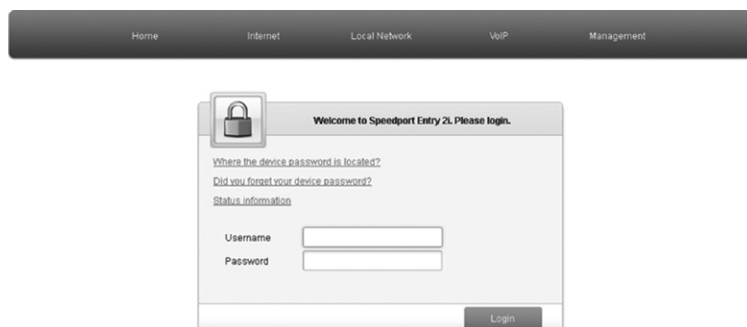 Home Internet Local Network VoIP Management
Welcome to Speedport Entry 2i. Please login.
Where the device password is located?
Did you forget your device password?
Status information
Username
Password
Login